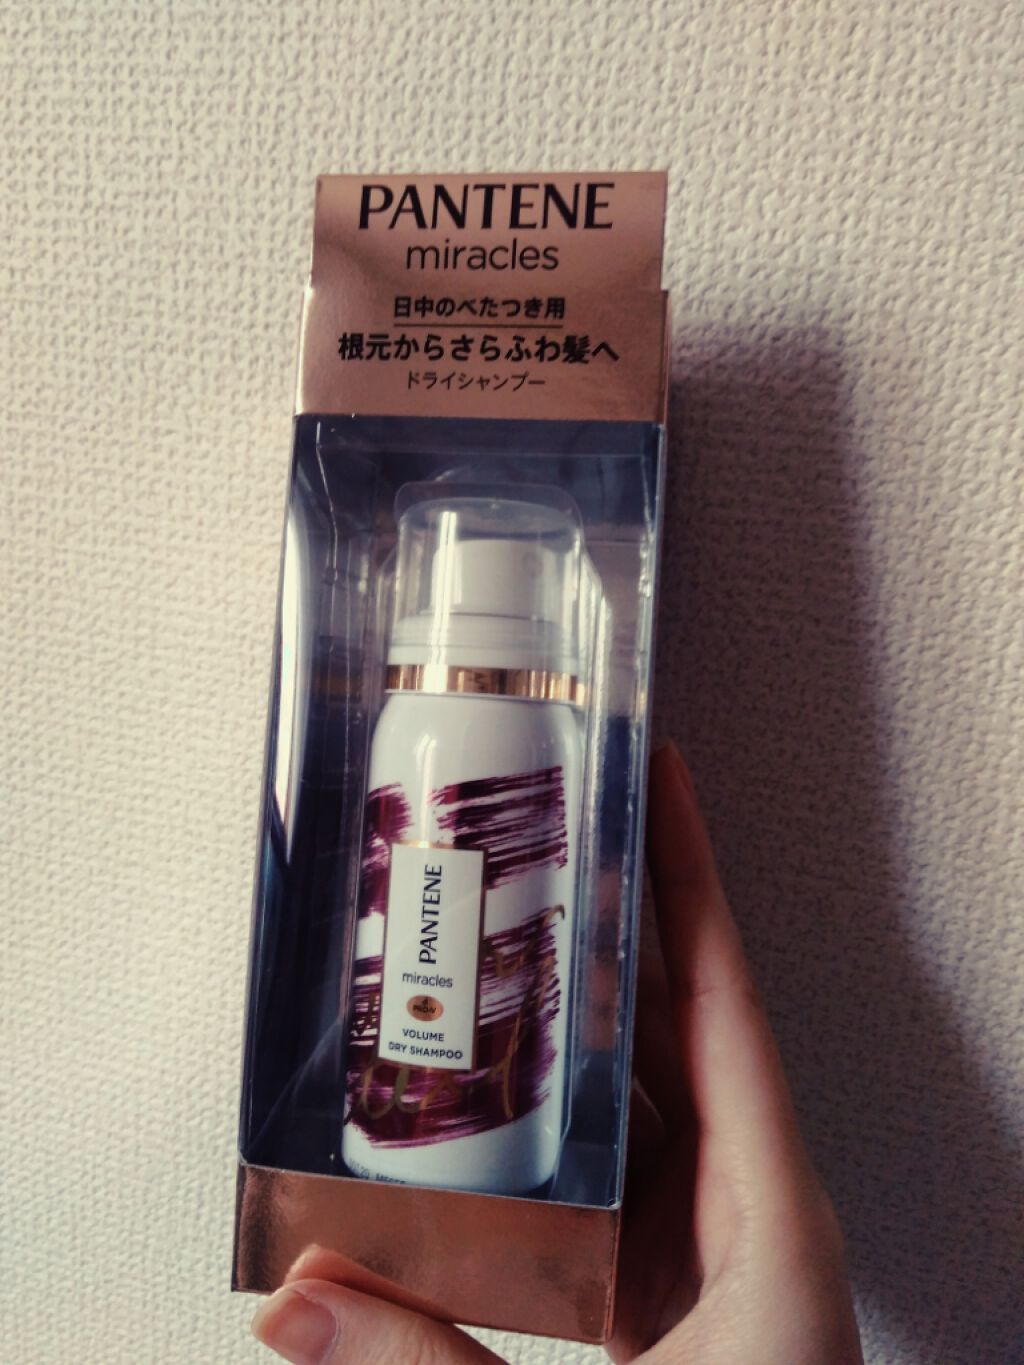 PANTENE
miracles
日中のべたつき用
根元からさらふわ髪へ
ドライシャンプー
PANTENE
miracles
PRO-V
VOLUME
DRY SHAMPOO